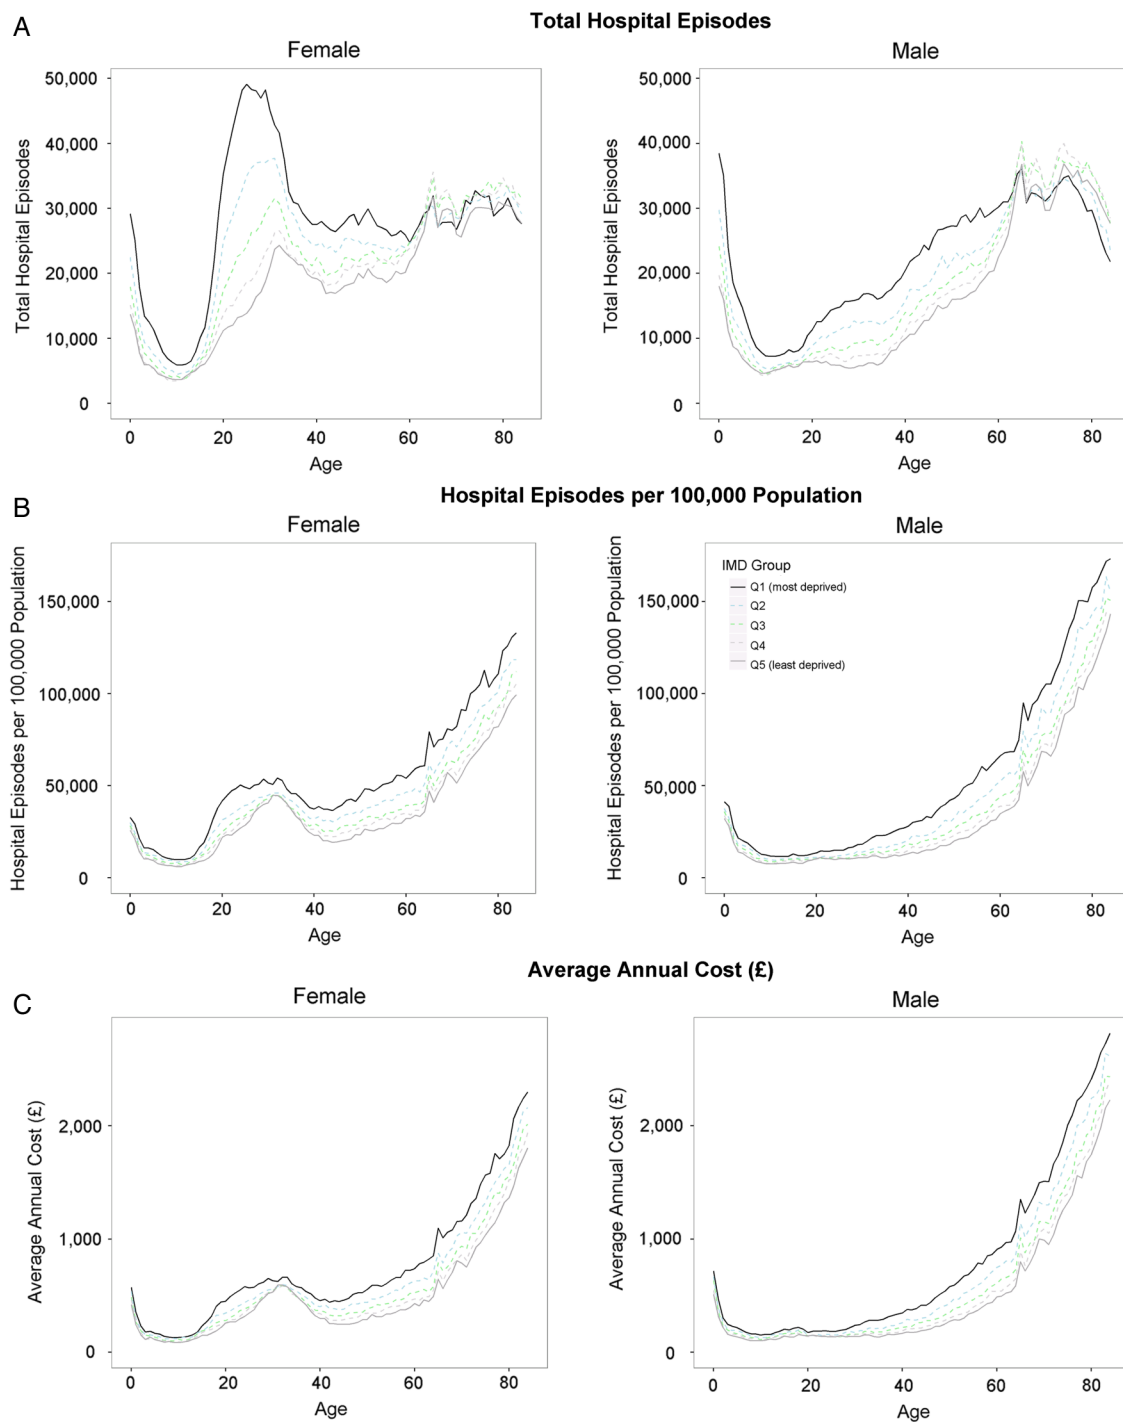 A
Total Hospital Episodes
Female
Male
Total Hospital Episodes
50,000
40,000
30,000
20,000
10,000
0
0 20 40 60 80
Age
Total Hospital Episodes
50,000
40,000
30,000
20,000
10,000
0
0 20 40 60 80
Age
B
Hospital Episodes per 100,000 Population
Female
Male
Hospital Episodes per 100,000 Population
150,000
100,000
50,000
0
0 20 40 60 80
Age
Hospital Episodes per 100,000 Population
150,000
100,000
50,000
0
IMD Group
Q1 (most deprived)
Q2
Q3
Q4
Q5 (least deprived)
0 20 40 60 80
Age
C
Average Annual Cost (£)
Female
Male
Average Annual Cost (£)
2,000
1,000
0
0 20 40 60 80
Age
Average Annual Cost (£)
2,000
1,000
0
0 20 40 60 80
Age